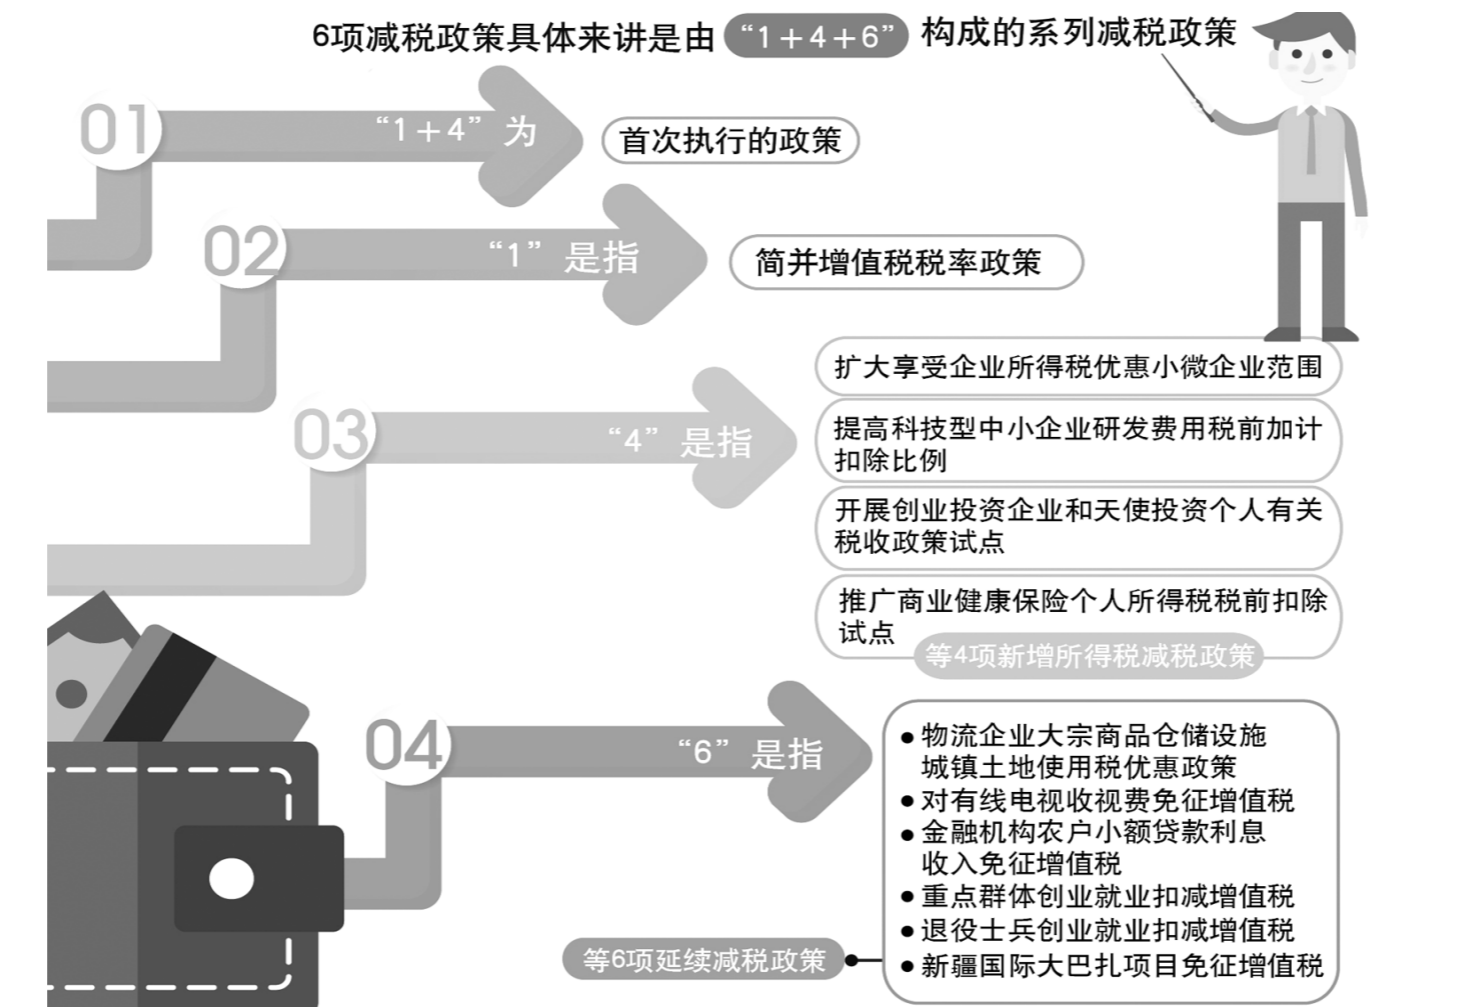 6项减税政策具体来讲是由“1+4+6”构成的系列减税政策
01
“1+4”为
首次执行的政策
02
“1”是指
简并增值税税率政策
03
“4”是指
扩大享受企业所得税优惠小微企业范围
提高科技型中小企业研发费用税前加计
扣除比例
开展创业投资企业和天使投资个人有关
税收政策试点
推广商业健康保险个人所得税税前扣除
试点
等4项新增所得税减税政策
04
“6”是指
●物流企业大宗商品仓储设施
城镇土地使用税优惠政策
●对有线电视收视费免征增值税
●金融机构农户小额贷款利息
收入免征增值税
●重点群体创业就业扣减增值税
●退役士兵创业就业扣减增值税
●新疆国际大巴扎项目免征增值税
等6项延续减税政策